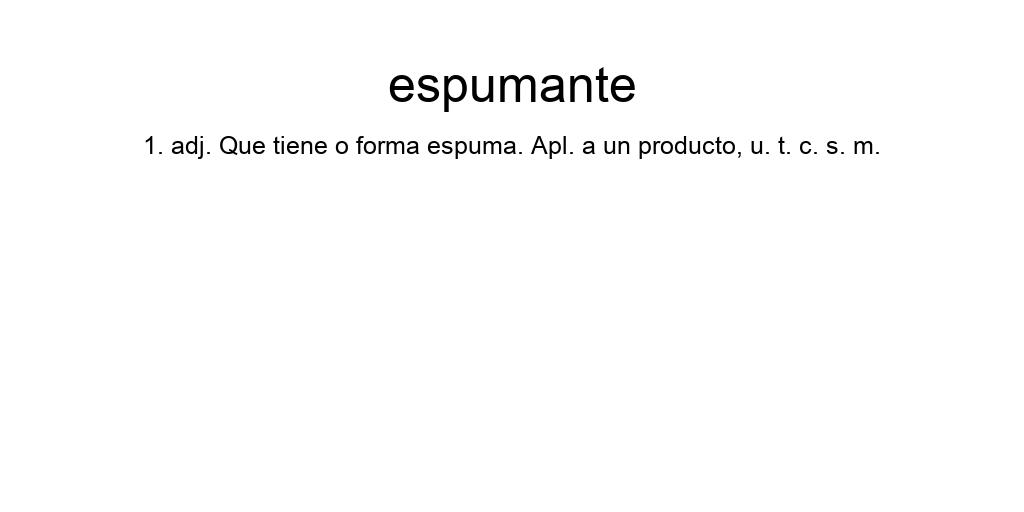 espumante
1. adj. Que tiene o forma espuma. Apl. a un producto, u. t. c. s. m.